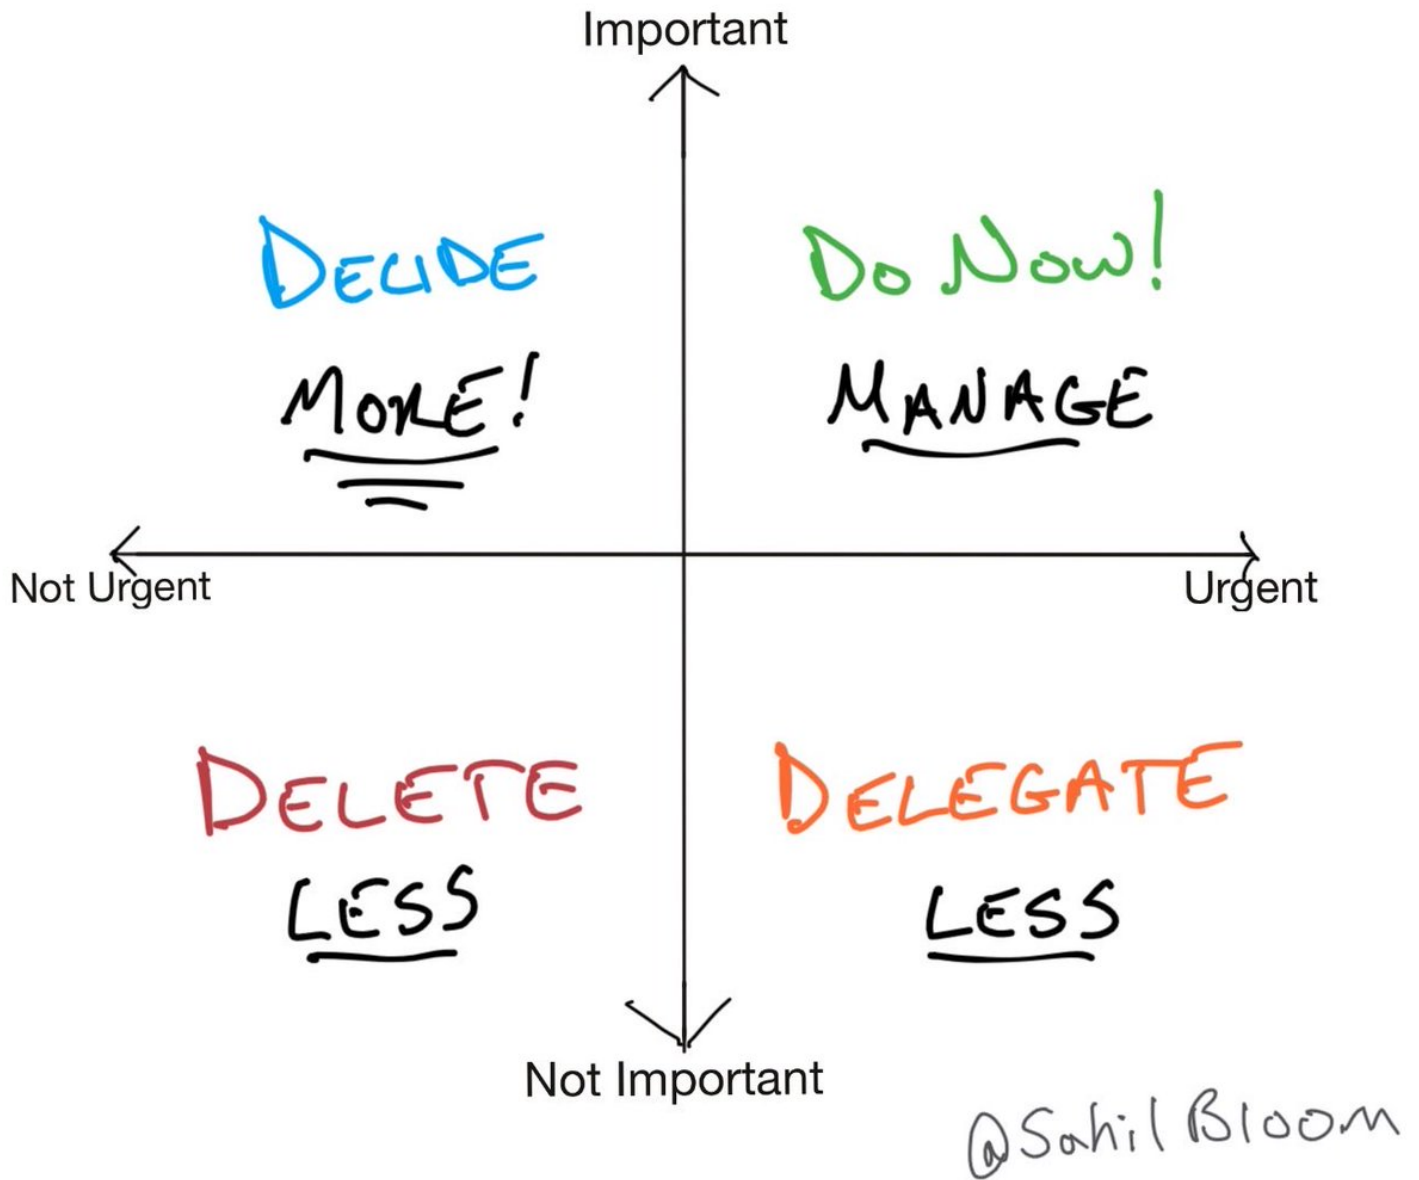 Important
DECIDE
MORE!
Do Now!
MANAGE
Not Urgent
Urgent
DELETE
LESS
DELEGATE
LESS
Not Important
@Sahil Bloom